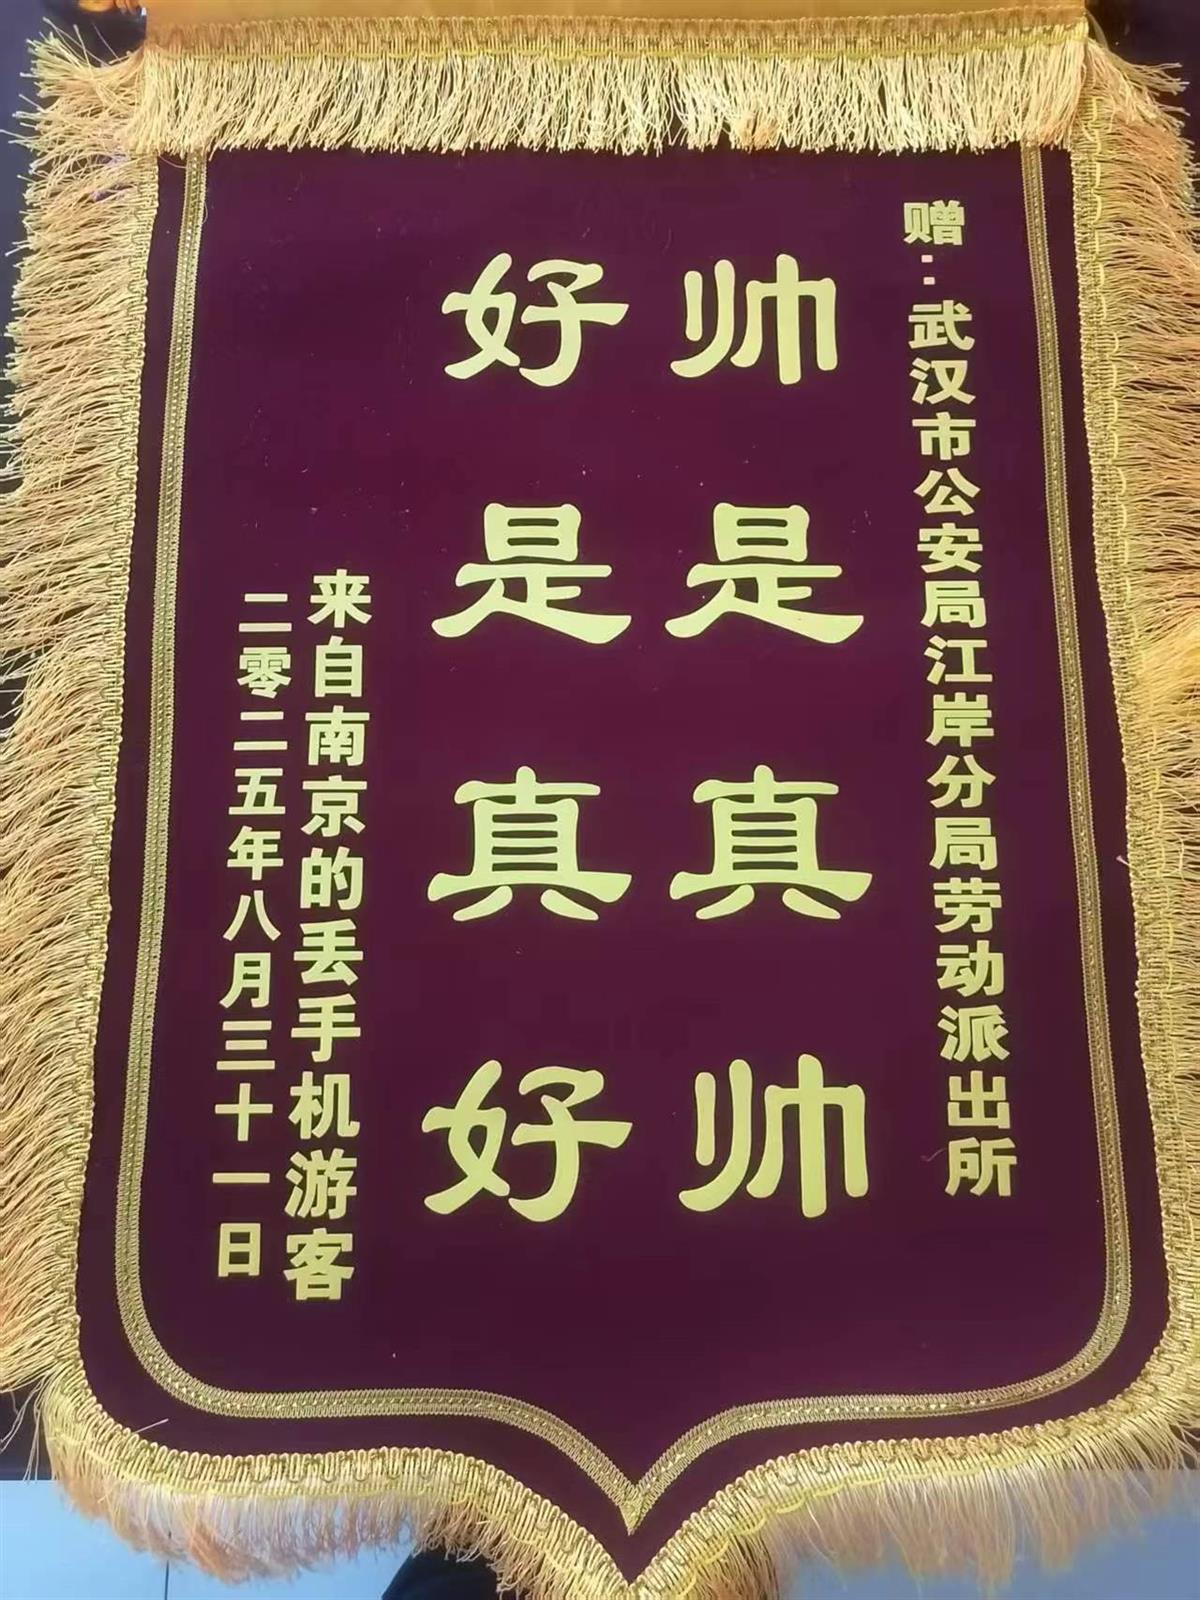 赠：武汉市公安局江岸分局劳动派出所
帅是真帅
好是真好
来自南京的丢手机游客
二零二五年八月三十一日